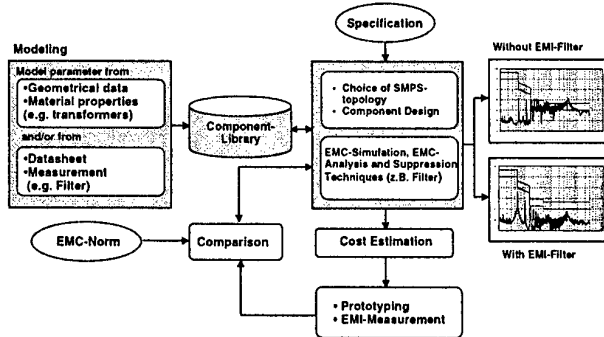 Specification
Modeling
Without EMI-Filter
Model parameter from
•Geometrical data
•Material properties
(e.g. transformers)
and/or from
•Datasheet
•Measurement
(e.g. Filter)
Component-
Library
• Choice of SMPS-
topology
• Component Design
EMC-Simulation, EMC-
Analysis and Suppression
Techniques (z.B. Filter)
EMC-Norm
Comparison
Cost Estimation
With EMI-Filter
• Prototyping
• EMI-Measurement